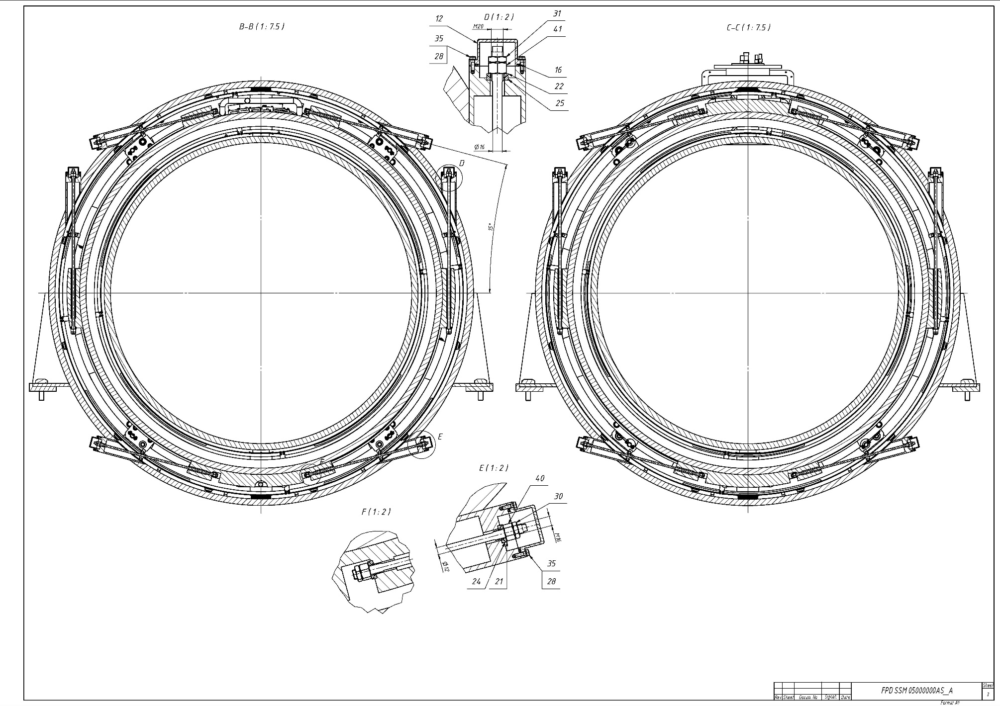 B-B (1:7.5)
D (1:2)
C-C (1:7.5)
12
M20
31
41
35
28
16
22
25
Ø16
D
15°
E
F
E (1:2)
40
30
F (1:2)
M16
Ø12
35
28
24
21
FPD SSM 05000000AS_A
Sheet
3
Rev. Sheet Docum. No Signat. Date
Format A1